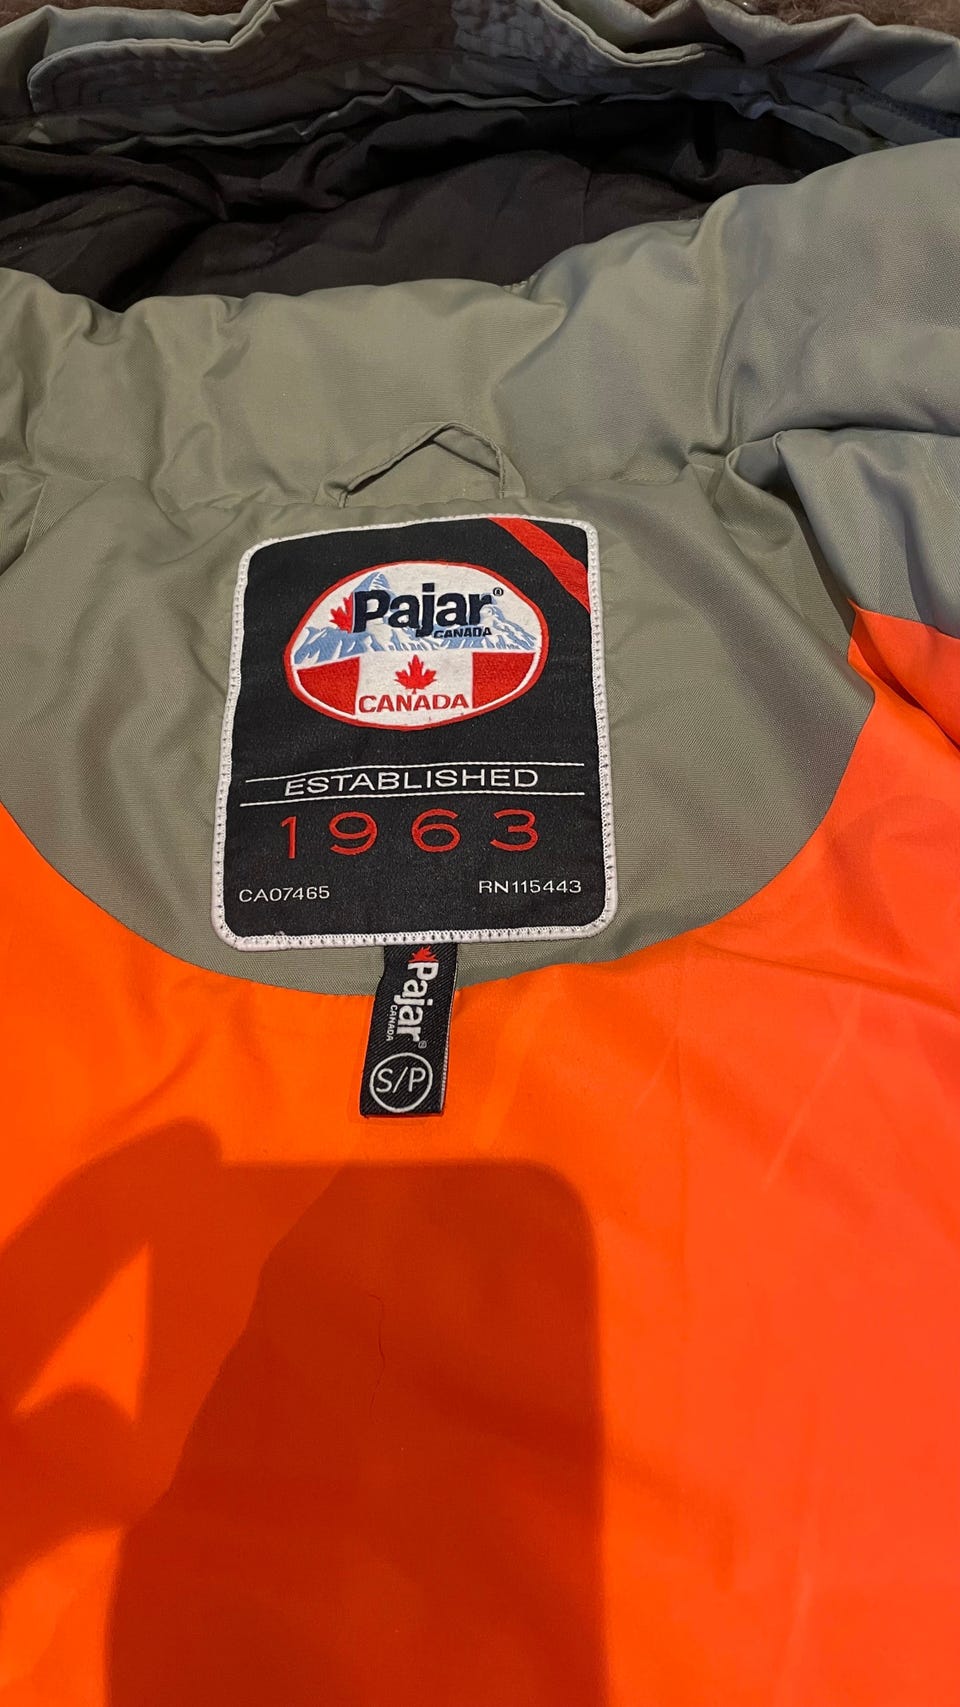 Pajar®
CANADA
CANADA
ESTABLISHED
1963
CA07465
RN115443
Pajar®
CANADA
S/P